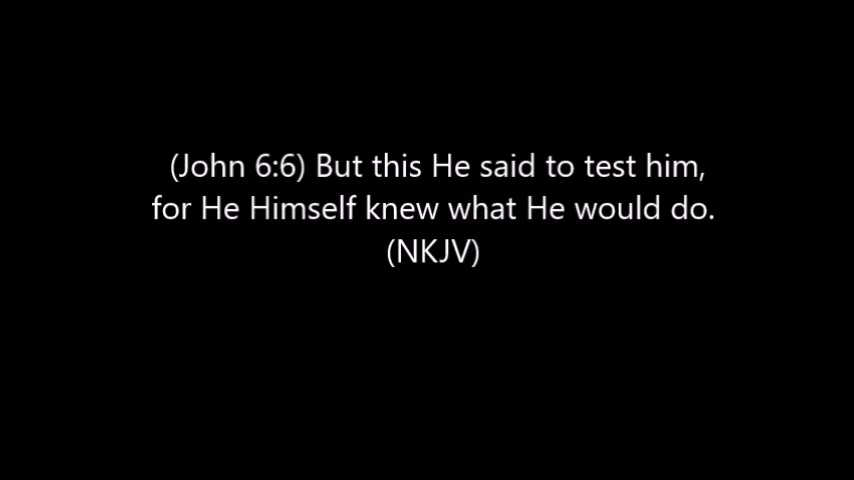 (John 6:6) But this He said to test him,
for He Himself knew what He would do.
(NKJV)